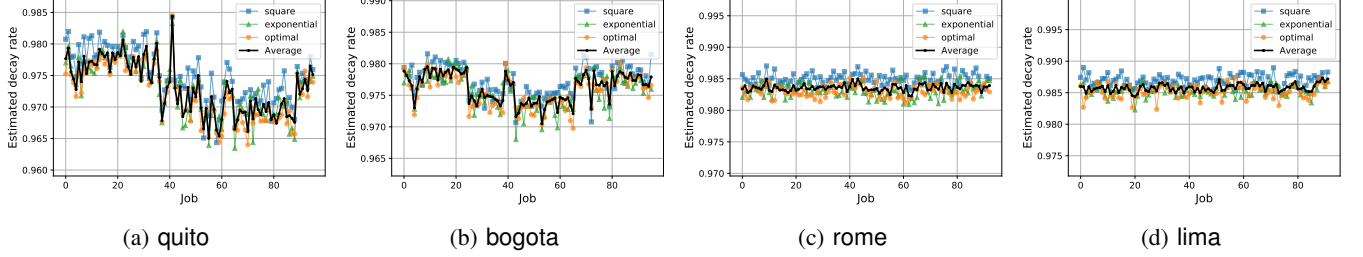 0.985
0.980
0.975
0.970
0.965
0.960
Estimated decay rate
square
exponential
optimal
Average
0 20 40 60 80
Job
(a) quito
0.990
0.985
0.980
0.975
0.970
0.965
Estimated decay rate
square
exponential
optimal
Average
0 20 40 60 80
Job
(b) bogota
0.995
0.990
0.985
0.980
0.975
0.970
Estimated decay rate
square
exponential
optimal
Average
0 20 40 60 80
Job
(c) rome
0.995
0.990
0.985
0.980
0.975
Estimated decay rate
square
exponential
optimal
Average
0 20 40 60 80
Job
(d) lima